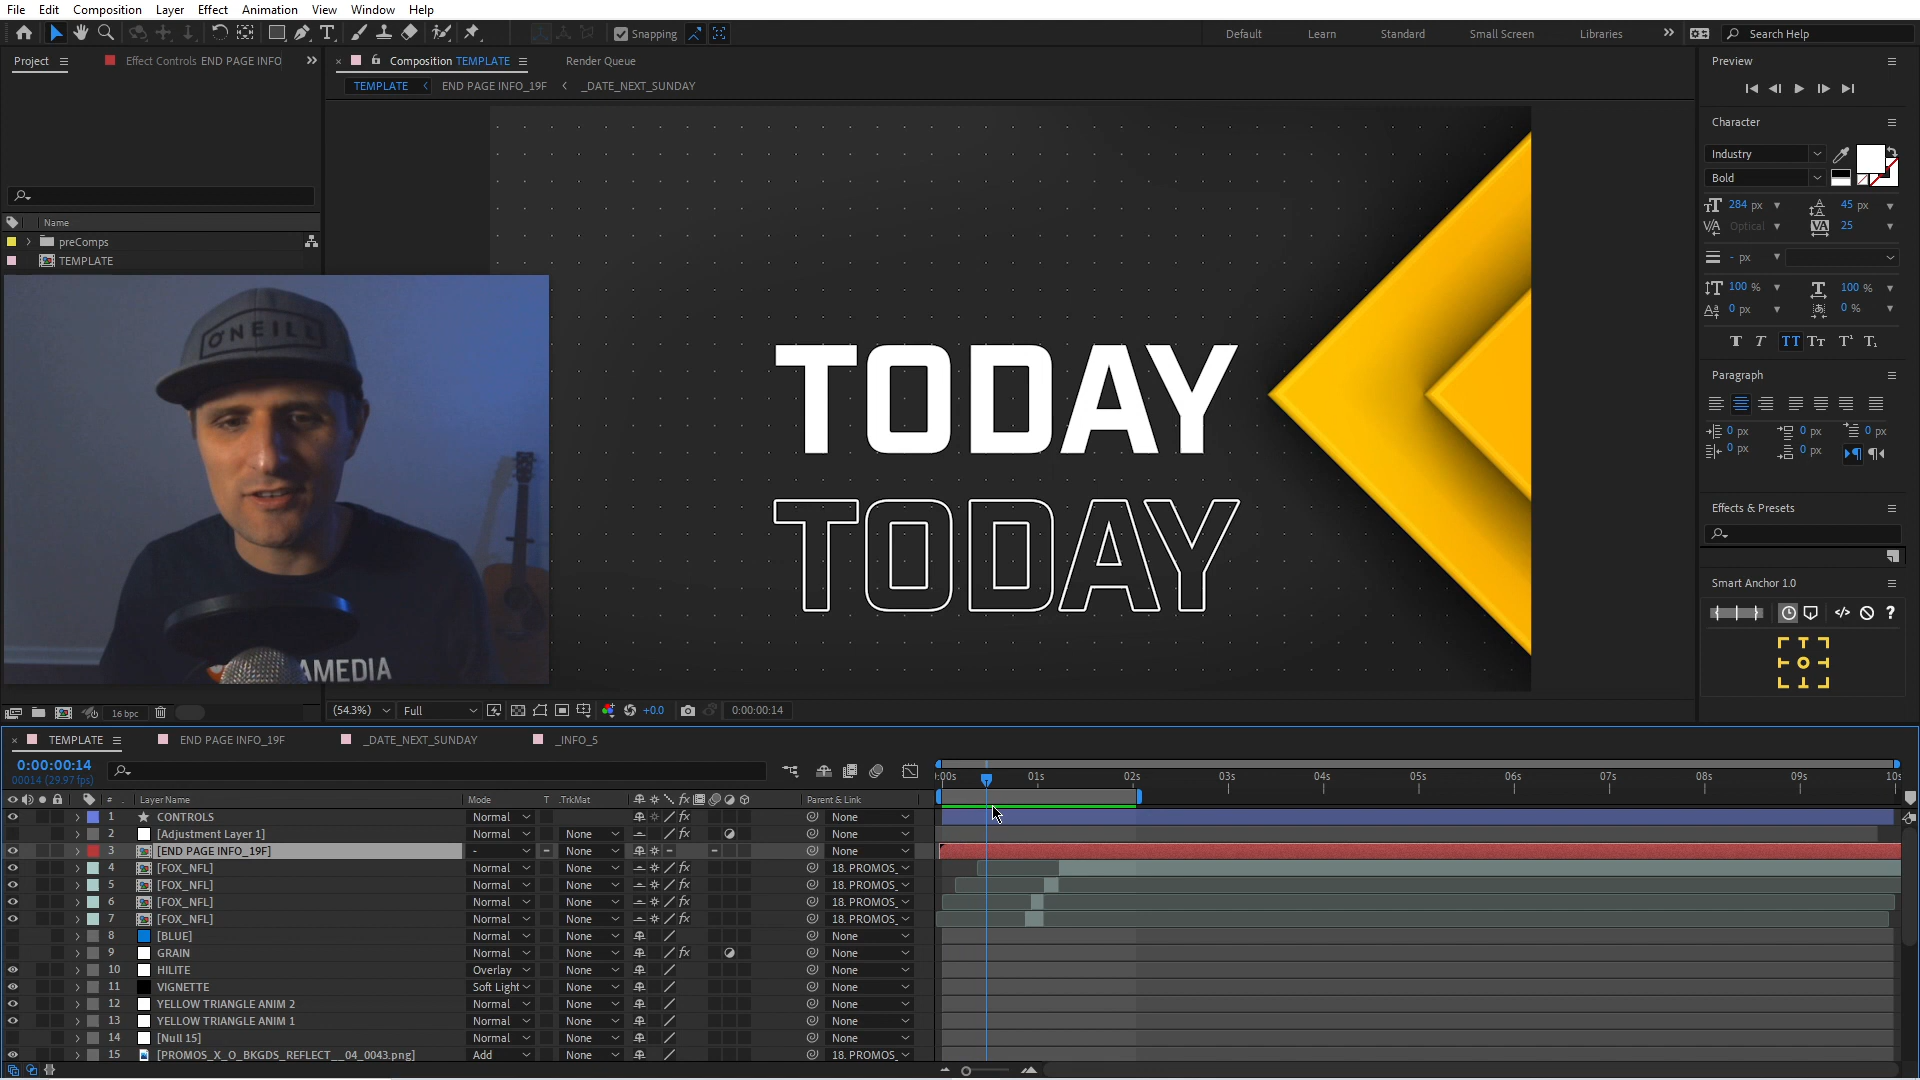 File Edit Composition Layer Effect Animation View Window Help
Snapping
Default Learn Standard Small Screen Libraries Search Help
Project Effect Controls END PAGE INFO
Composition TEMPLATE Render Queue
TEMPLATE END PAGE INFO_19F _DATE_NEXT_SUNDAY
Name
preComps
TEMPLATE
O'NEILL
AMEDIA
TODAY
TODAY
16 bpc
(54.3%) Full +0.0 0:00:00:14
Preview
Character
Industry
Bold
284 px 45 px
Optical 25
- px
100 % 100 %
0 px 0 %
Paragraph
0 px 0 px 0 px
0 px 0 px
Effects & Presets
Smart Anchor 1.0
TEMPLATE END PAGE INFO_19F _DATE_NEXT_SUNDAY _INFO_5
0:00:00:14
00014 (29.97 fps)
:00s 01s 02s 03s 04s 05s 06s 07s 08s 09s 10s
# Layer Name Mode T .TrkMat Parent & Link
1 CONTROLS Normal None
2 [Adjustment Layer 1] Normal None None
3 [END PAGE INFO_19F] - None None
4 [FOX_NFL] Normal None 18. PROMOS_
5 [FOX_NFL] Normal None 18. PROMOS_
6 [FOX_NFL] Normal None 18. PROMOS_
7 [FOX_NFL] Normal None 18. PROMOS_
8 [BLUE] Normal None None
9 GRAIN Normal None None
10 HILITE Overlay None None
11 VIGNETTE Soft Light None None
12 YELLOW TRIANGLE ANIM 2 Normal None None
13 YELLOW TRIANGLE ANIM 1 Normal None None
14 [Null 15] Normal None None
15 [PROMOS_X_O_BKGDS_REFLECT__04_0043.png] Add None 18. PROMOS_